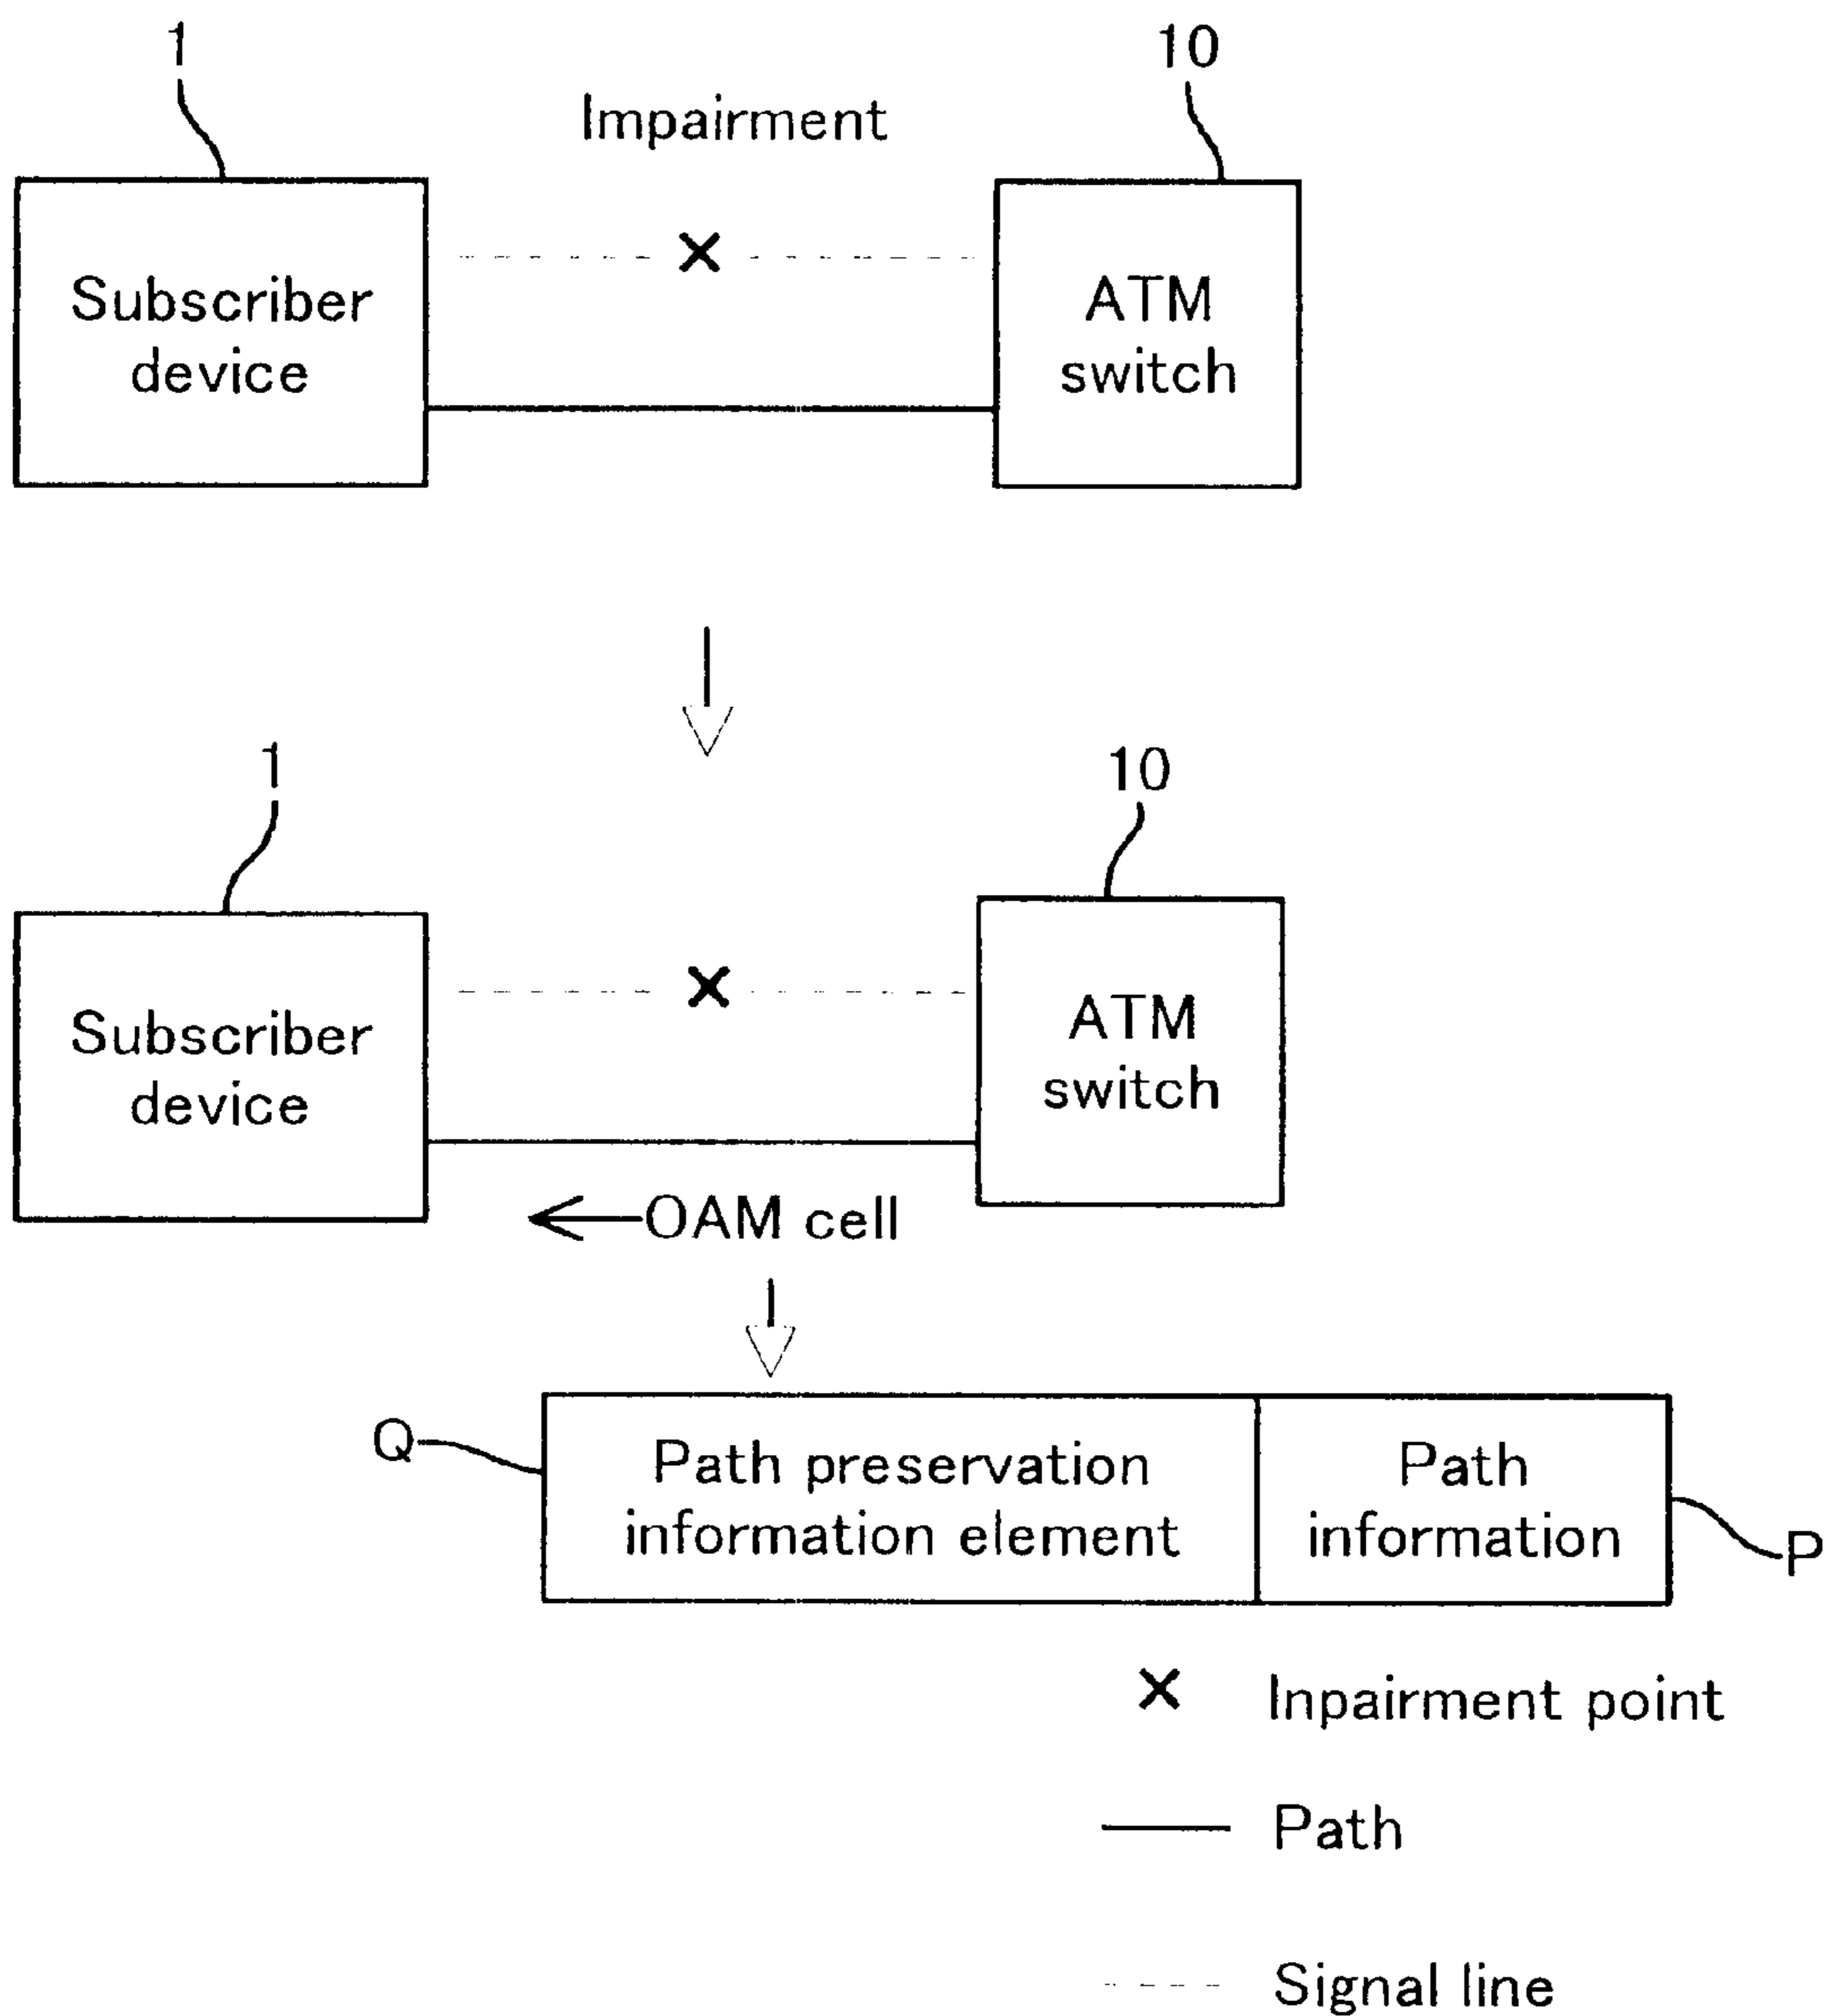 1
10
Impairment
Subscriber
device
ATM
switch
1
10
Subscriber
device
ATM
switch
OAM cell
Q
Path preservation
information element
Path
information
P
Inpairment point
Path
Signal line